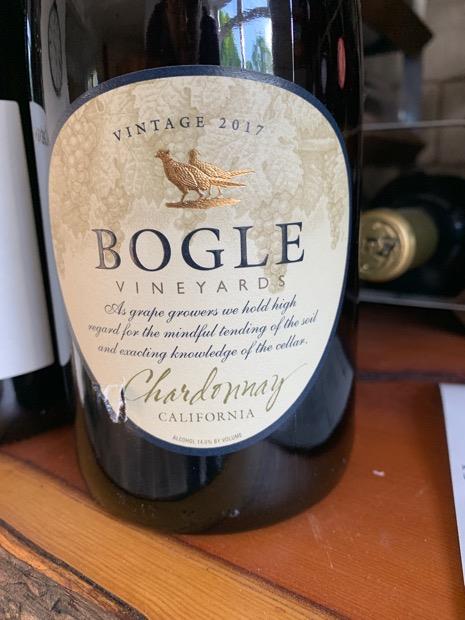 VINTAGE 2017
BOGLE
VINEYARDS
As grape growers we hold high
regard for the mindful tending of the soil
and exacting knowledge of the cellar.
Chardonnay
CALIFORNIA
ALCOHOL 14.5% BY VOLUME